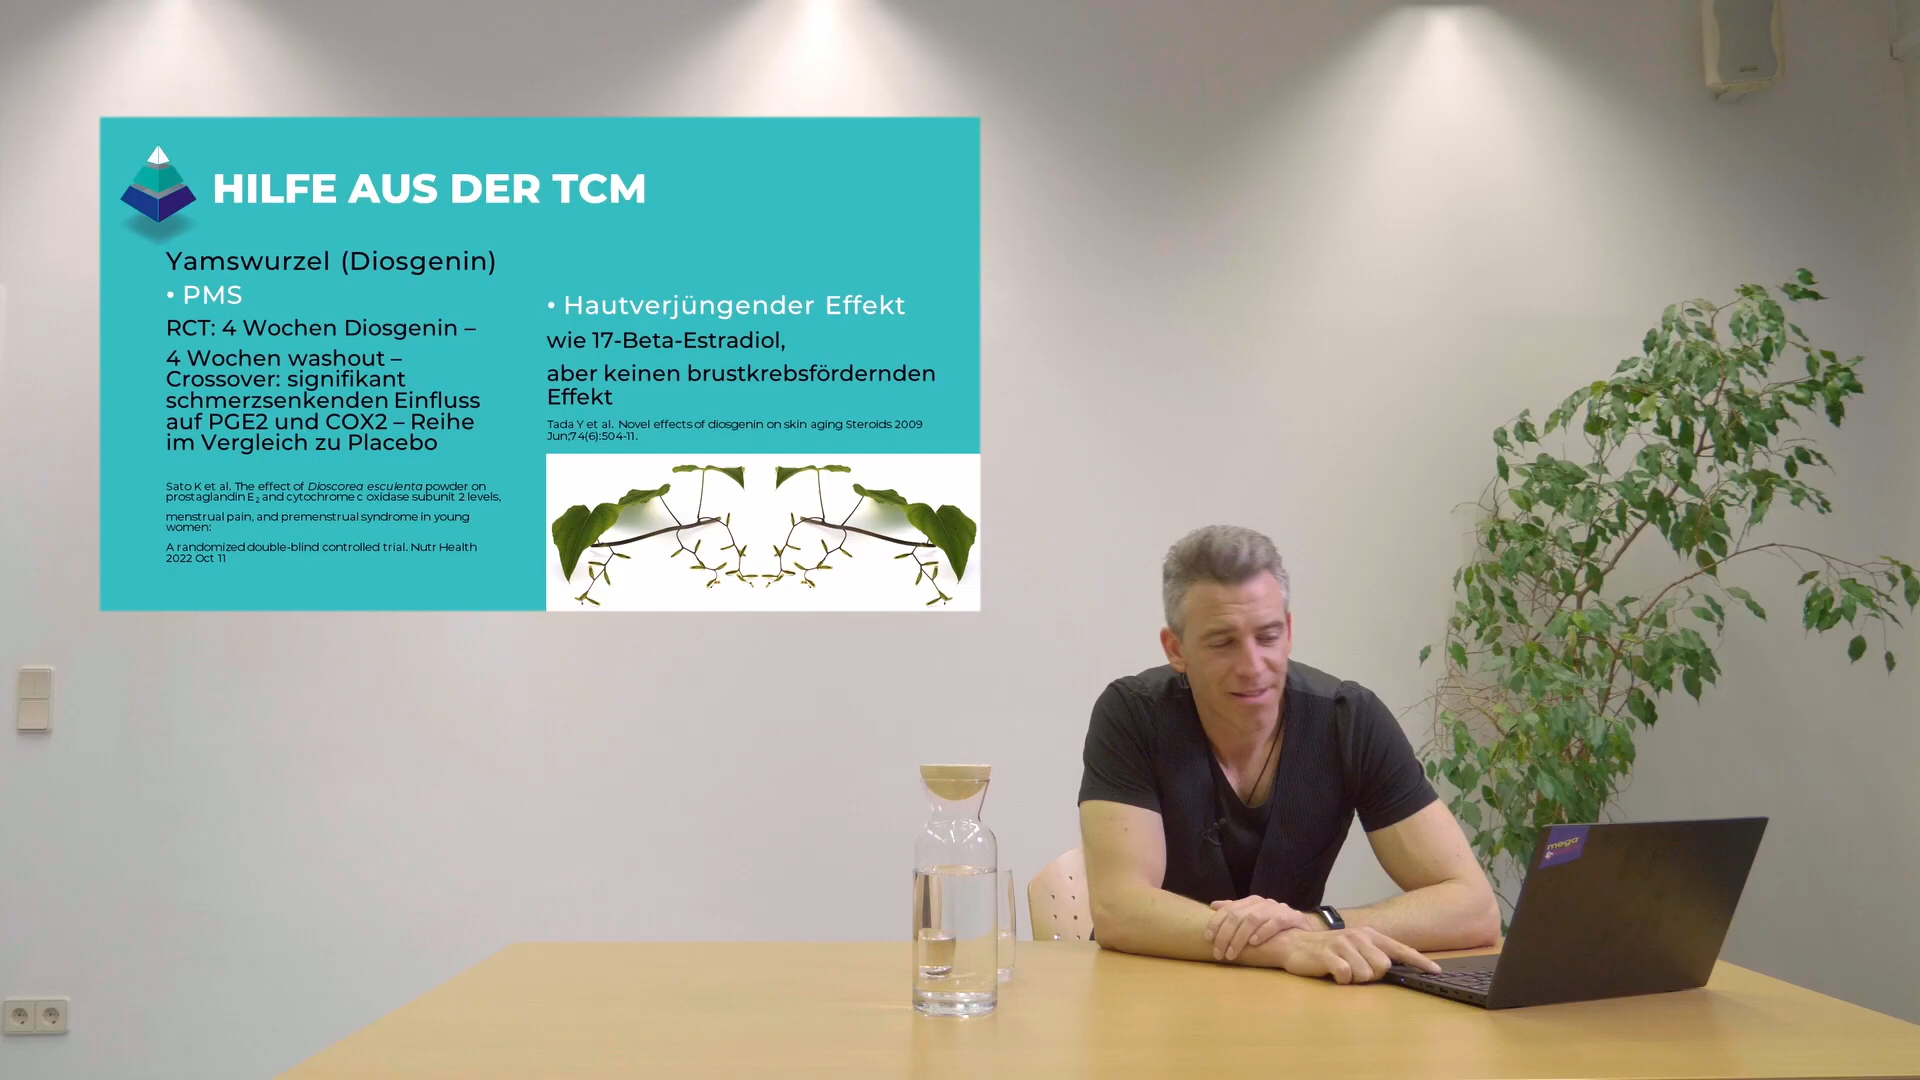 HILFE AUS DER TCM
Yamswurzel (Diosgenin)
• PMS
RCT: 4 Wochen Diosgenin –
4 Wochen washout –
Crossover: signifikant
schmerzsenkenden Einfluss
auf PGE2 und COX2 – Reihe
im Vergleich zu Placebo
Sato K et al. The effect of Dioscorea esculenta powder on
prostaglandin E2 and cytochrome c oxidase subunit 2 levels,
menstrual pain, and premenstrual syndrome in young
women:
A randomized double-blind controlled trial. Nutr Health
2022 Oct 11
• Hautverjüngender Effekt
wie 17-Beta-Estradiol,
aber keinen brustkrebsfördernden
Effekt
Tada Y et al. Novel effects of diosgenin on skin aging Steroids 2009
Jun;74(6):504-11.
mega